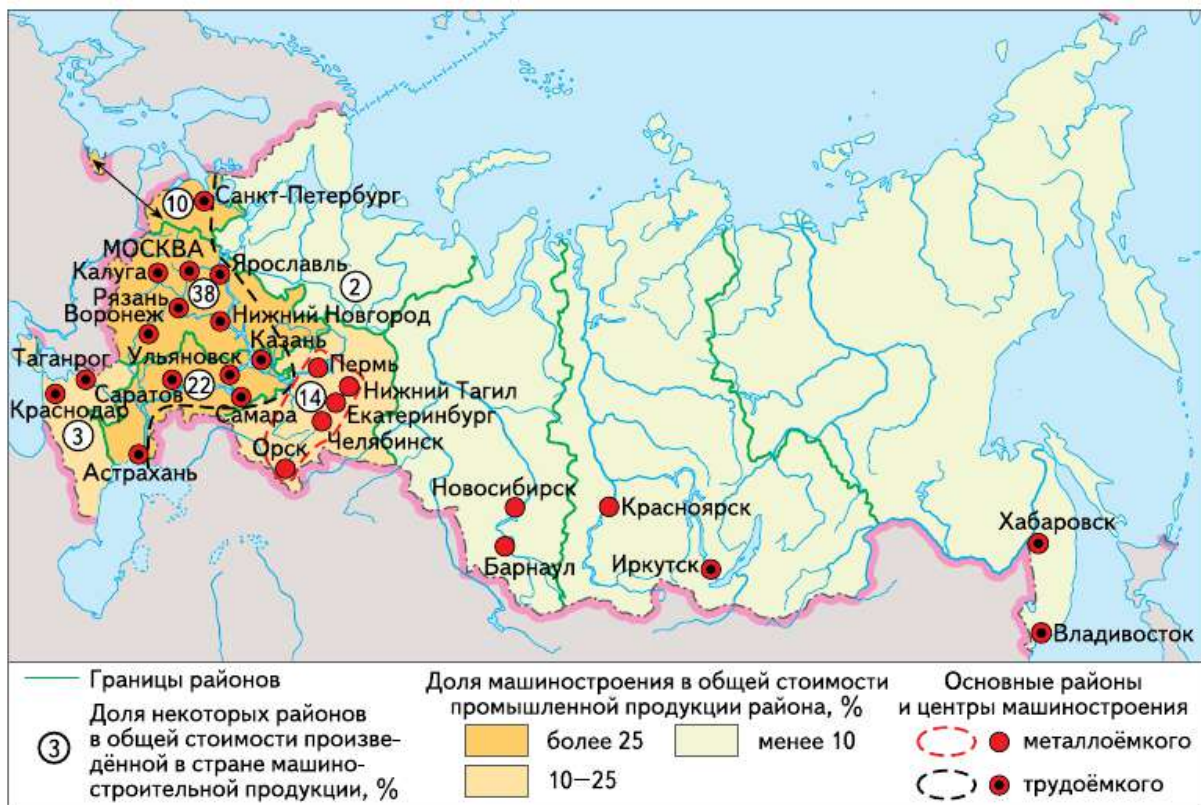 10
Санкт-Петербург
МОСКВА
Калуга
Ярославль
38
2
Рязань
Воронеж
Нижний Новгород
Казань
Таганрог
Ульяновск
Пермь
22
14
Нижний Тагил
Саратов
Краснодар
Самара
Екатеринбург
3
Челябинск
Орск
Астрахань
Новосибирск
Красноярск
Барнаул
Иркутск
Хабаровск
Владивосток
Границы районов
3
Доля некоторых районов
в общей стоимости произве-
дённой в стране машино-
строительной продукции, %
Доля машиностроения в общей стоимости
промышленной продукции района, %
более 25
менее 10
10–25
Основные районы
и центры машиностроения
металлоёмкого
трудоёмкого